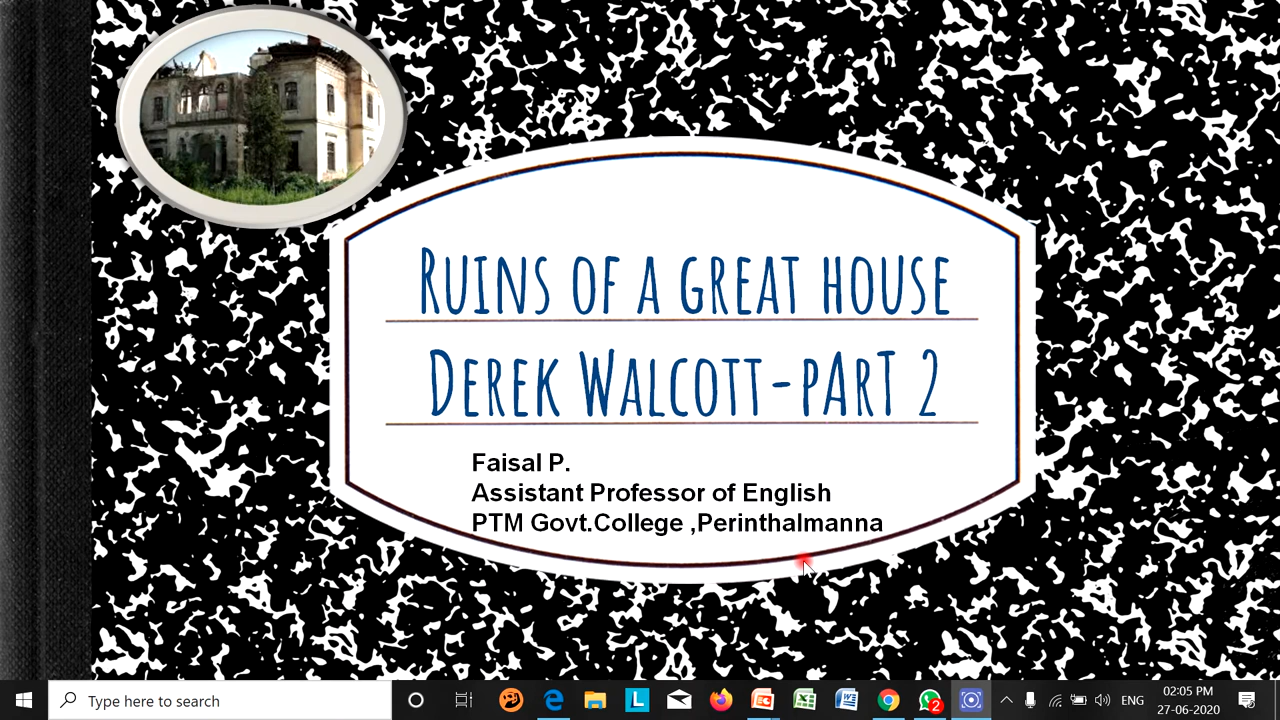 RUINS OF A GREAT HOUSE
DEREK WALCOTT-PART 2
Faisal P.
Assistant Professor of English
PTM Govt.College ,Perinthalmanna
Type here to search
L
2
ENG
02:05 PM
27-06-2020